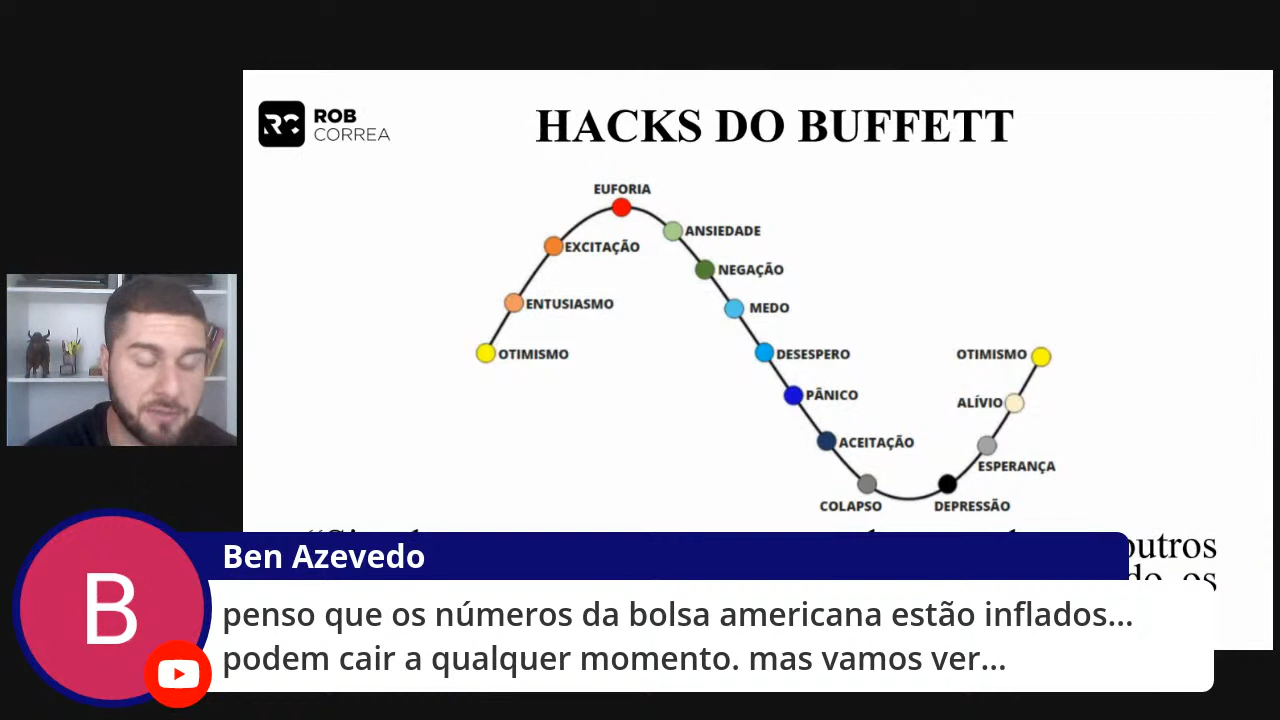 ROB
CORREA
HACKS DO BUFFETT
EUFORIA
ANSIEDADE
EXCITAÇÃO
NEGAÇÃO
ENTUSIASMO
MEDO
OTIMISMO
DESESPERO
OTIMISMO
PÂNICO
ALÍVIO
ACEITAÇÃO
ESPERANÇA
COLAPSO
DEPRESSÃO
outros
os
Ben Azevedo
B
penso que os números da bolsa americana estão inflados...
podem cair a qualquer momento. mas vamos ver...